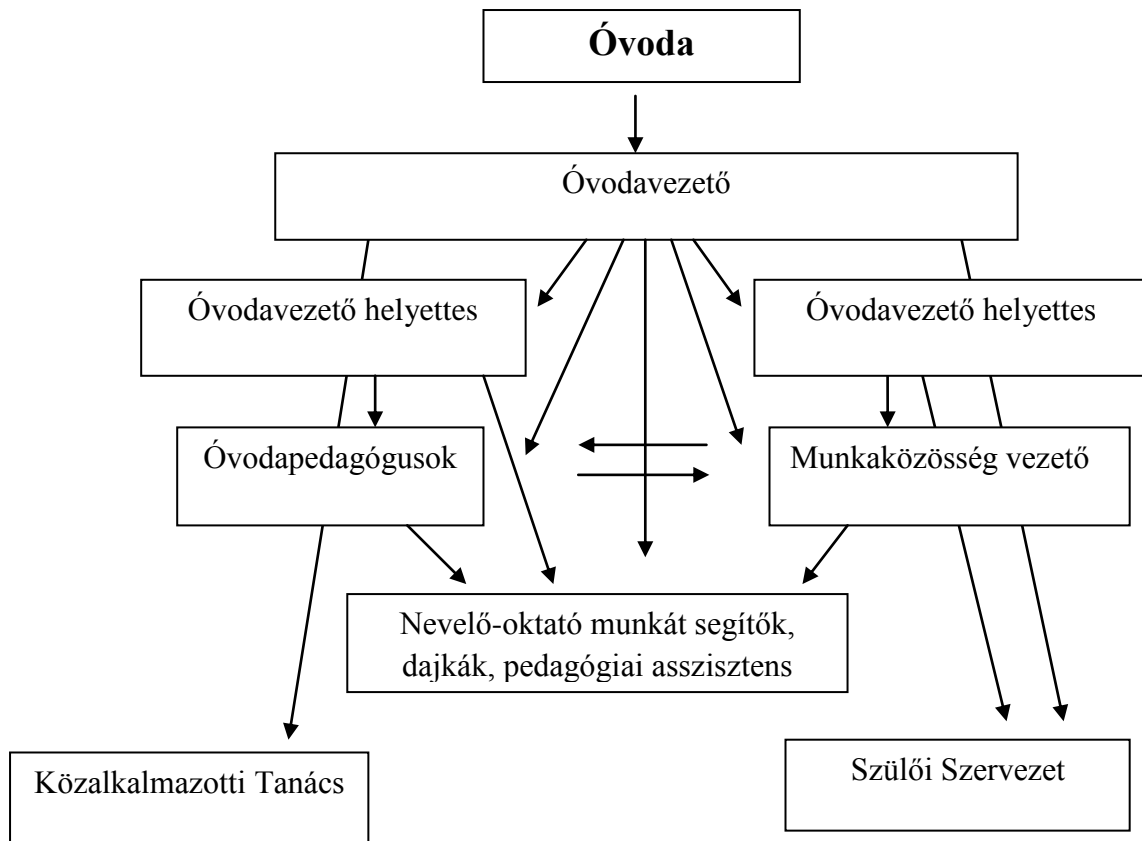 Óvoda
Óvodavezető
Óvodavezető helyettes
Óvodavezető helyettes
Óvodapedagógusok
Munkaközösség vezető
Nevelő-oktató munkát segítők,
dajkák, pedagógiai asszisztens
Közalkalmazotti Tanács
Szülői Szervezet